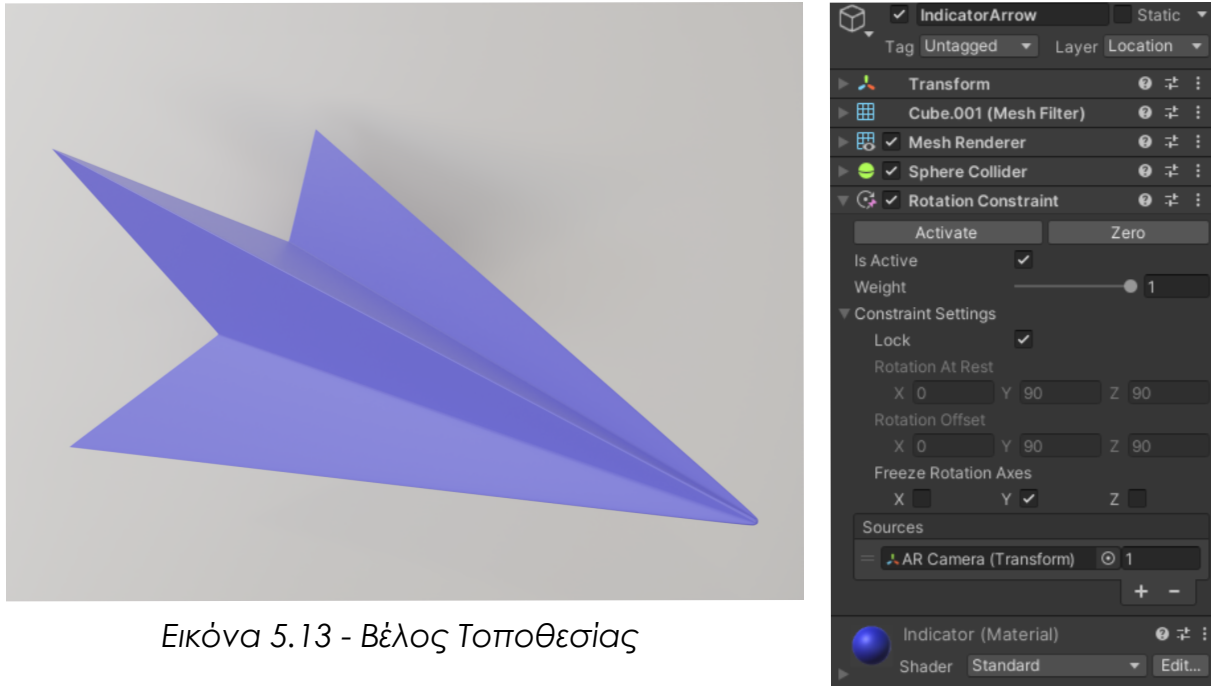 Εικόνα 5.13 - Βέλος Τοποθεσίας
IndicatorArrow Static
Tag Untagged Layer Location
Transform
Cube.001 (Mesh Filter)
Mesh Renderer
Sphere Collider
Rotation Constraint
Activate Zero
Is Active
Weight 1
Constraint Settings
Lock
Rotation At Rest
X 0 Y 90 Z 90
Rotation Offset
X 0 Y 90 Z 90
Freeze Rotation Axes
X Y Z
Sources
AR Camera (Transform) 1
+ -
Indicator (Material)
Shader Standard Edit...